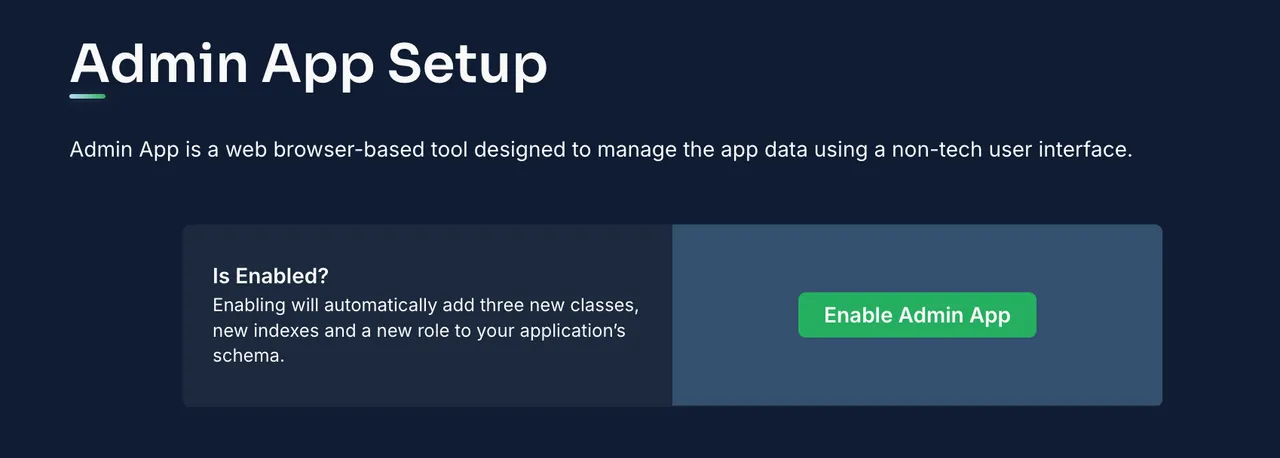 Admin App Setup
Admin App is a web browser-based tool designed to manage the app data using a non-tech user interface.
Is Enabled?
Enabling will automatically add three new classes,
new indexes and a new role to your application’s
schema.
Enable Admin App